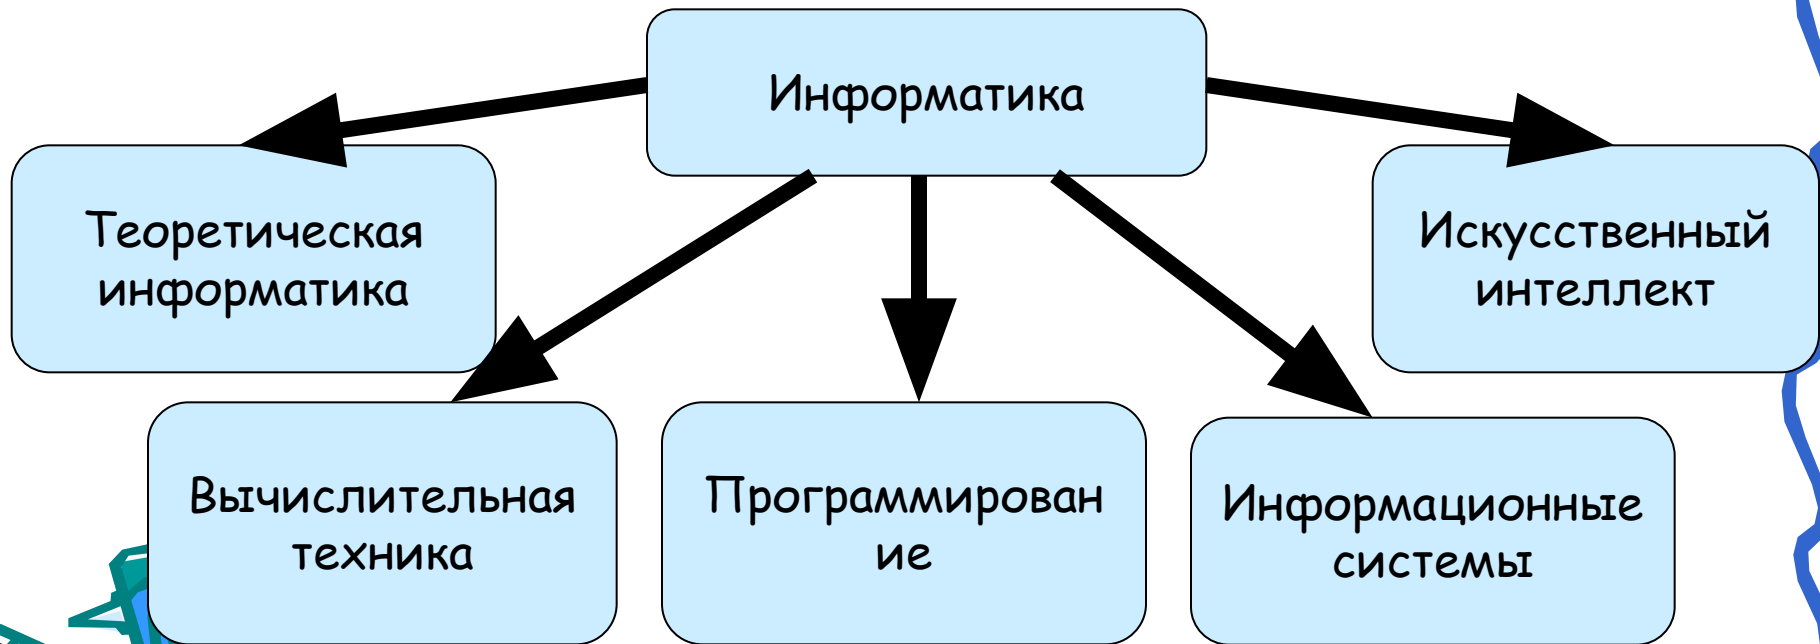 Информатика
Теоретическая
информатика
Искусственный
интеллект
Вычислительная
техника
Программирован
ие
Информационные
системы